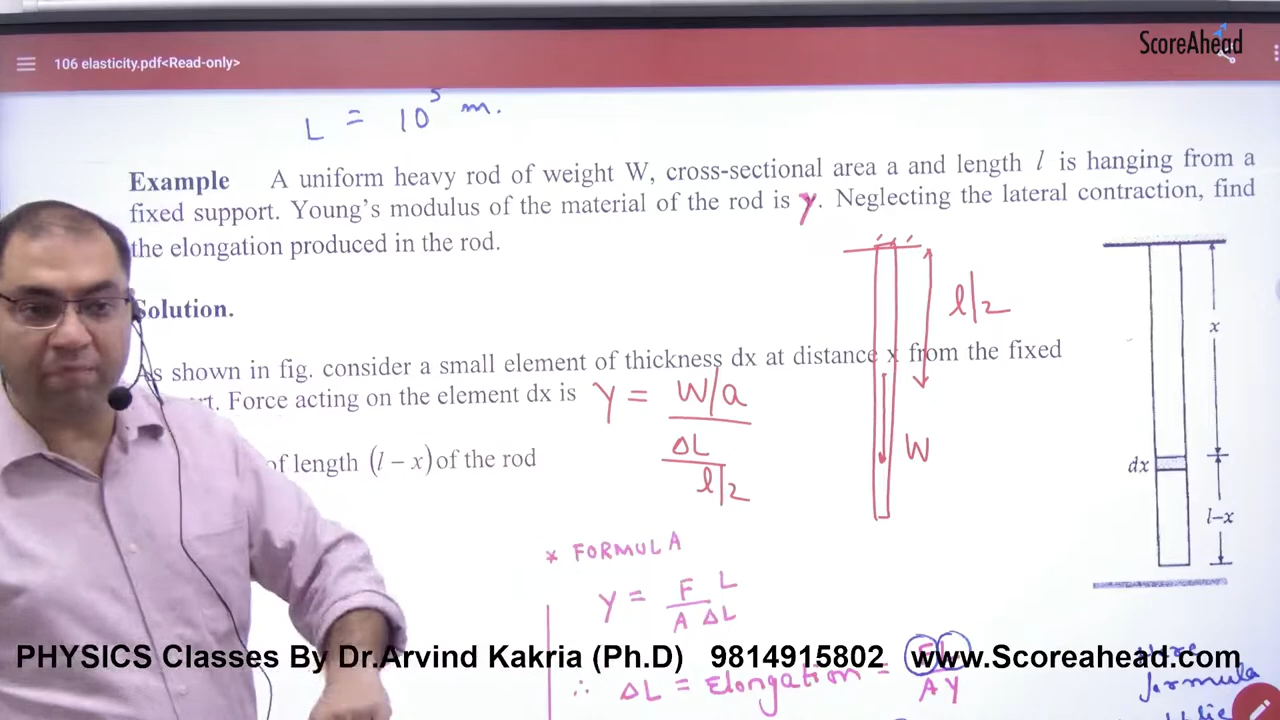 ScoreAhead
106 elasticity.pdf<Read-only>
L = 10⁵ m.
Example A uniform heavy rod of weight W, cross-sectional area a and length l is hanging from a
fixed support. Young's modulus of the material of the rod is Y. Neglecting the lateral contraction, find
the elongation produced in the rod.
Solution.
As shown in fig. consider a small element of thickness dx at distance x from the fixed
Force acting on the element dx is
of length (l – x) of the rod
Y = W/a
ΔL
l/2
l/2
W
x
dx
l–x
* FORMULA
Y = F L
A ΔL
PHYSICS Classes By Dr.Arvind Kakria (Ph.D) 9814915802 www.Scoreahead.com
∴ ΔL = Elongation = FL
AY
formula